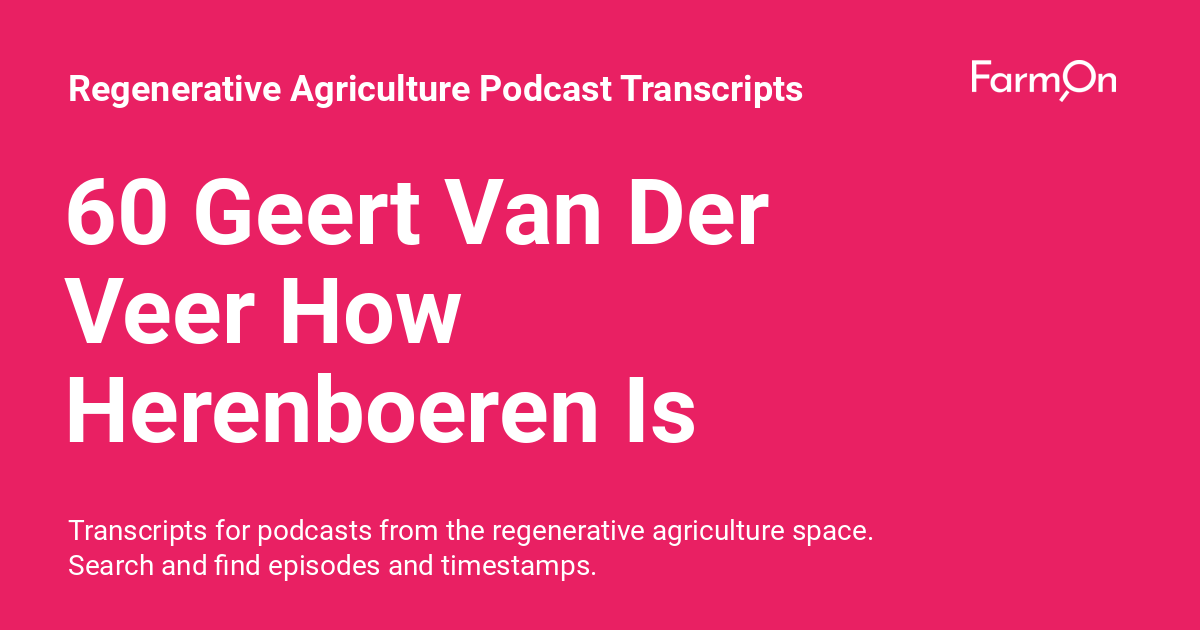 Regenerative Agriculture Podcast Transcripts
FarmOn
60 Geert Van Der
Veer How
Herenboeren Is
Transcripts for podcasts from the regenerative agriculture space.
Search and find episodes and timestamps.